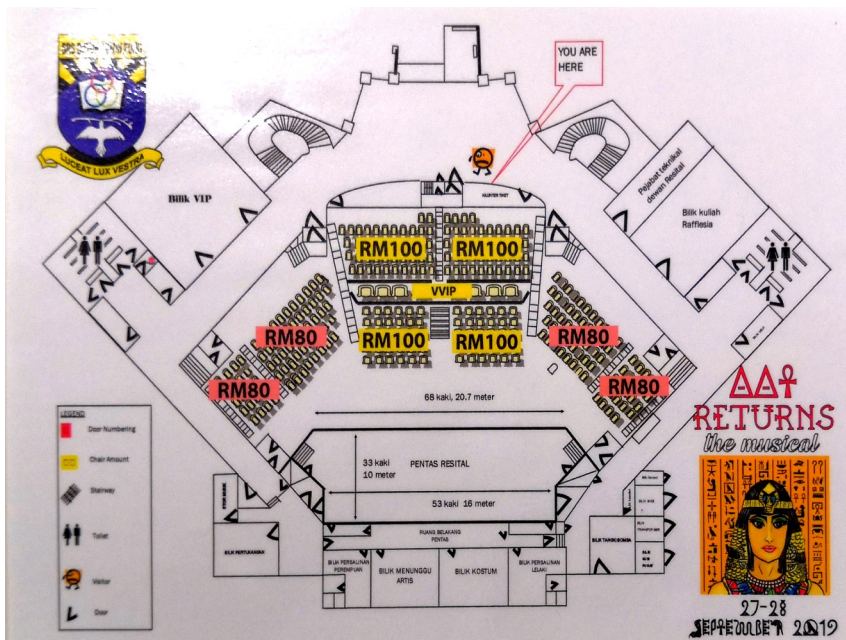 LUCEAT LUX VESTRA
YOU ARE
HERE
Bilik VIP
KAUNTER TIKET
Pejabat teknikal
dewan Resital
Bilik kuliah
Rafflesia
RM100
RM100
VVIP
RM100
RM100
RM80
RM80
RM80
RM80
68 kaki, 20.7 meter
33 kaki
10 meter
PENTAS RESITAL
53 kaki 16 meter
RUANG BELAKANG
PENTAS
BILIK PERSALINAN
PEREMPUAN
BILIK MENUNGGU
ARTIS
BILIK KOSTUM
BILIK PERSALINAN
LELAKI
BILIK PERTUKANGAN
LEGEND
Door Numbering
Chair Amount
Stairway
Toilet
Visitor
Door
RETURNS
the musical
27-28
SEPTEMBER 2019